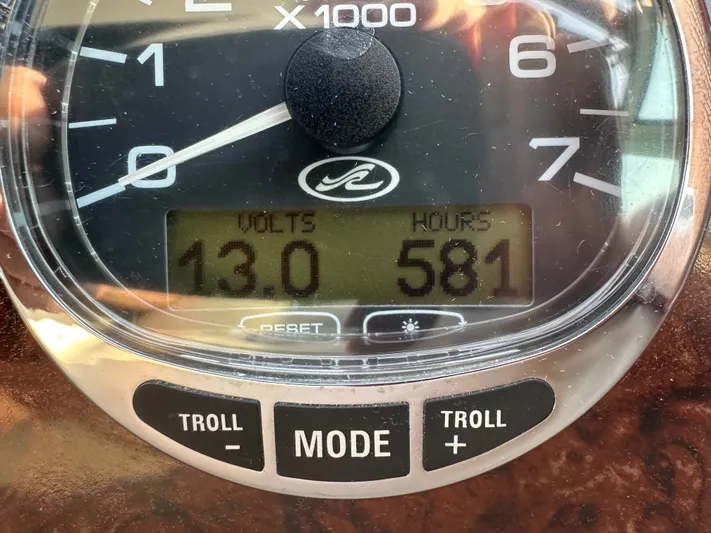 X1000
1
6
0
7
VOLTS HOURS
13.0 581
RESET
TROLL
-
MODE
TROLL
+